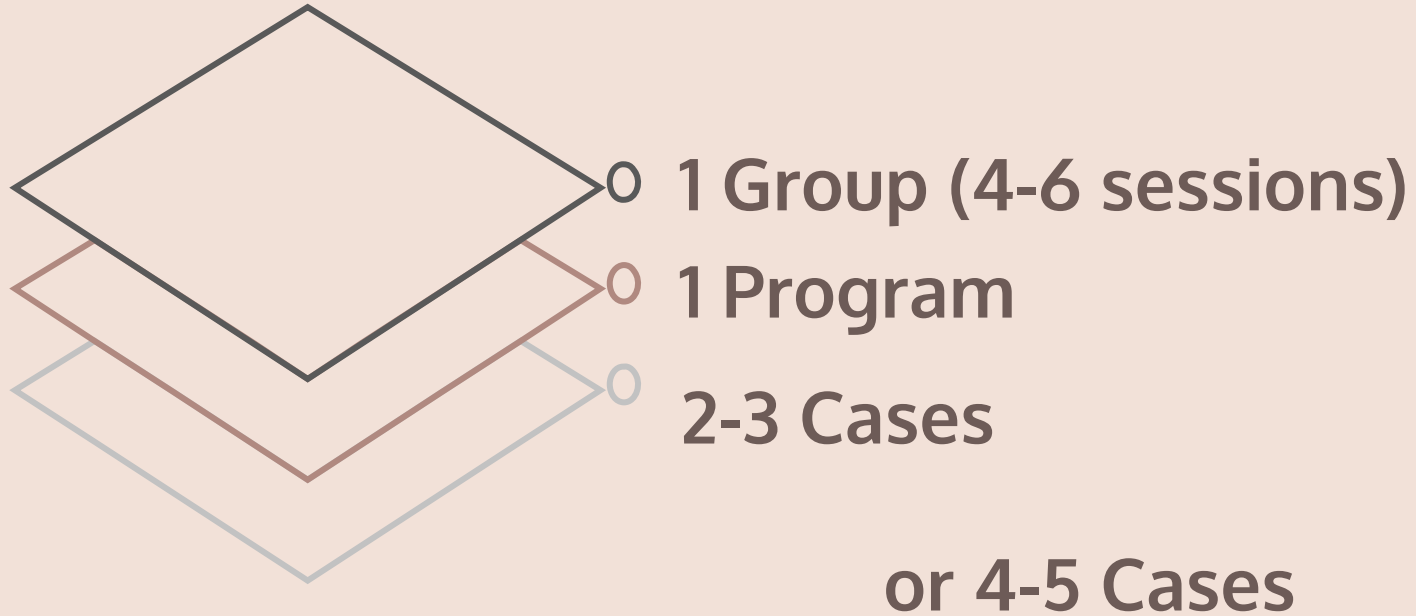 1 Group (4-6 sessions)
1 Program
2-3 Cases
or 4-5 Cases